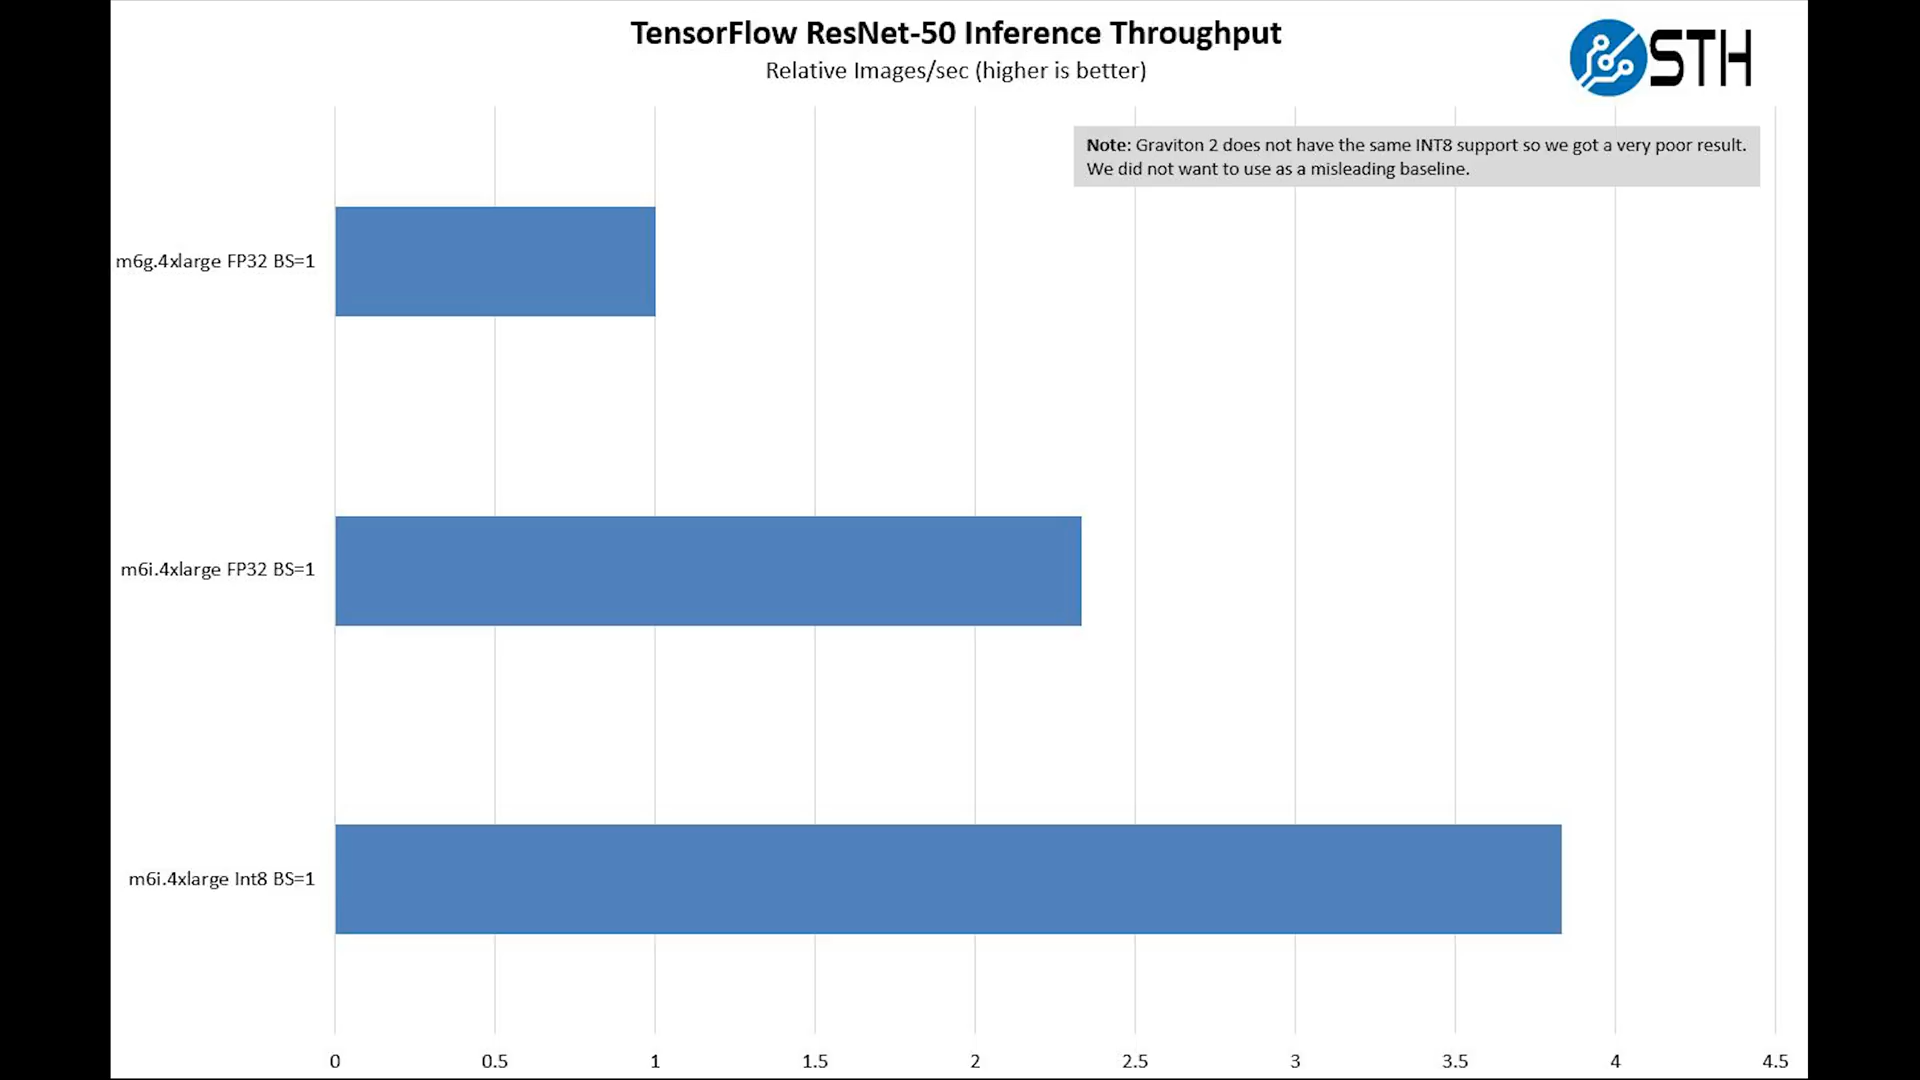 TensorFlow ResNet-50 Inference Throughput
Relative Images/sec (higher is better)
STH
Note: Graviton 2 does not have the same INT8 support so we got a very poor result.
We did not want to use as a misleading baseline.
m6g.4xlarge FP32 BS=1
m6i.4xlarge FP32 BS=1
m6i.4xlarge Int8 BS=1
0 0.5 1 1.5 2 2.5 3 3.5 4 4.5